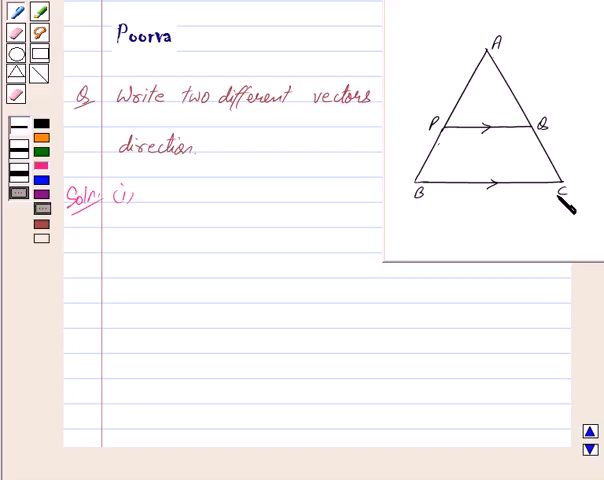 Poorva
Q Write two different vectors
direction.
Soln: (i)
A
P Q
B C